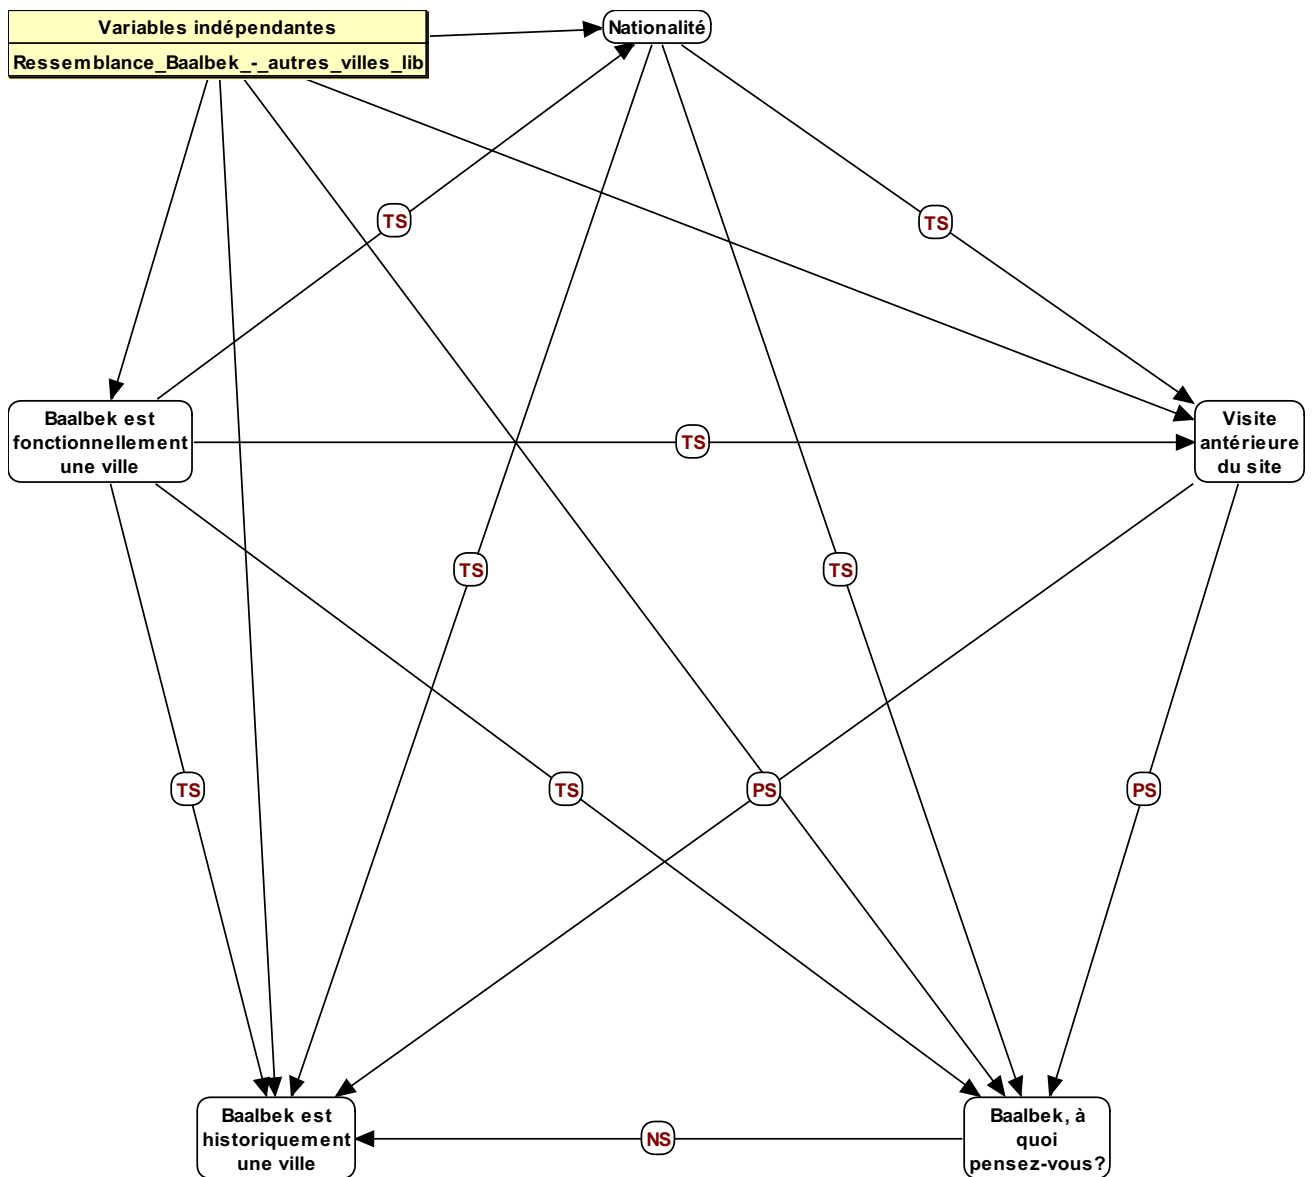 Variables indépendantes
Ressemblance_Baalbek_-_autres_villes_lib
Nationalité
TS
TS
Baalbek est
fonctionnellement
une ville
TS
Visite
antérieure
du site
TS
TS
TS
TS
PS
PS
Baalbek est
historiquement
une ville
NS
Baalbek, à
quoi
pensez-vous?